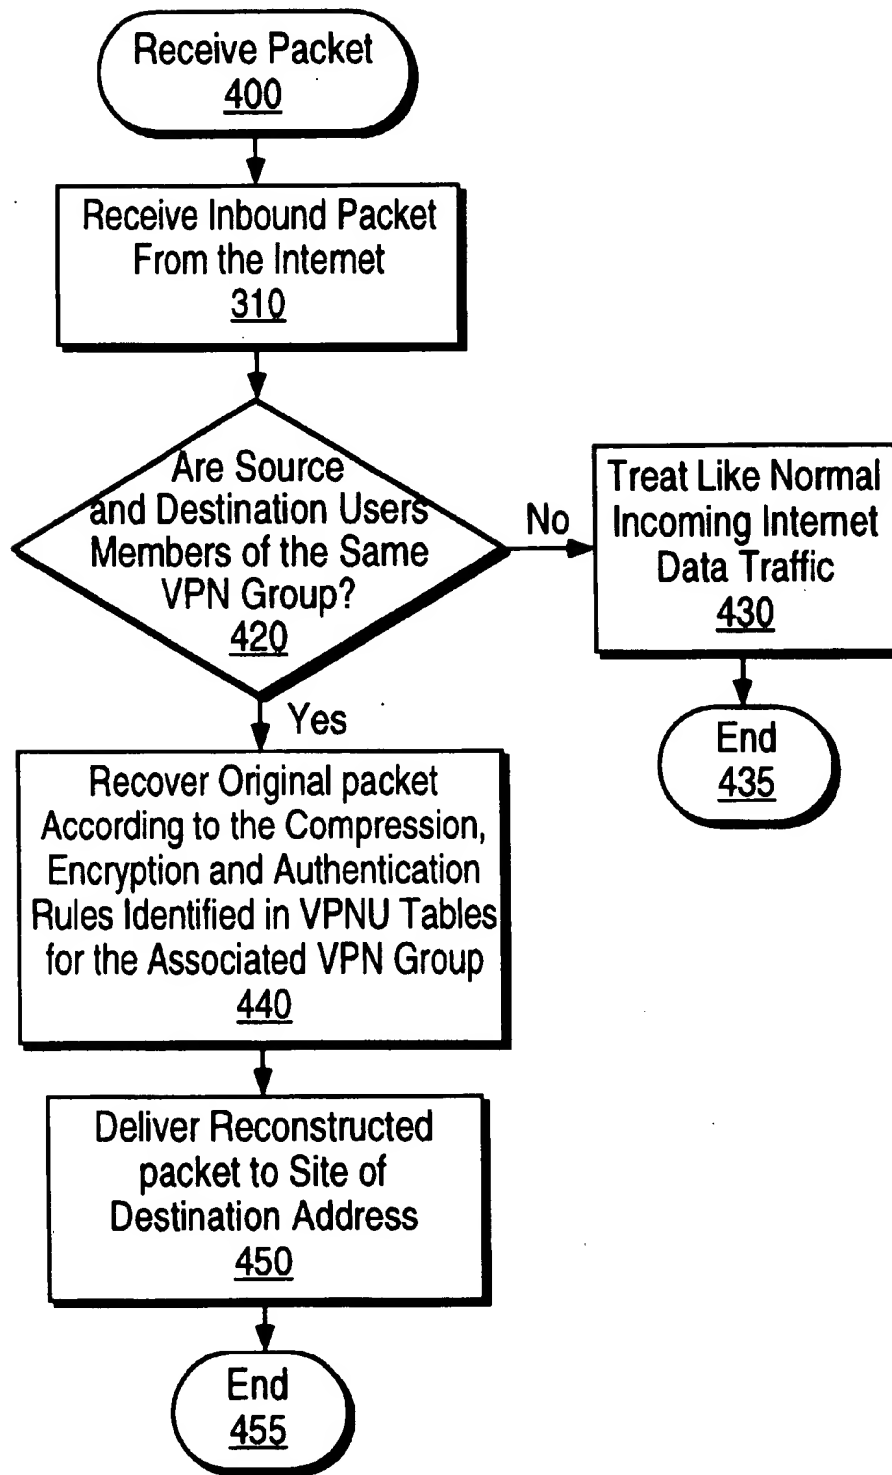 Receive Packet
400
Receive Inbound Packet
From the Internet
310
Are Source
and Destination Users
Members of the Same
VPN Group?
420
No
Treat Like Normal
Incoming Internet
Data Traffic
430
End
435
Yes
Recover Original packet
According to the Compression,
Encryption and Authentication
Rules Identified in VPNU Tables
for the Associated VPN Group
440
Deliver Reconstructed
packet to Site of
Destination Address
450
End
455